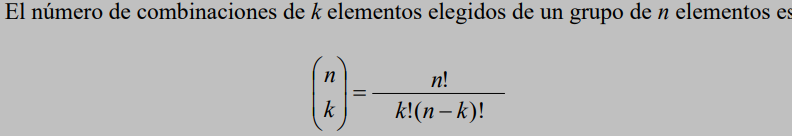 El número de combinaciones de k elementos elegidos de un grupo de n elementos es
(n k) = n! / k!(n − k)!